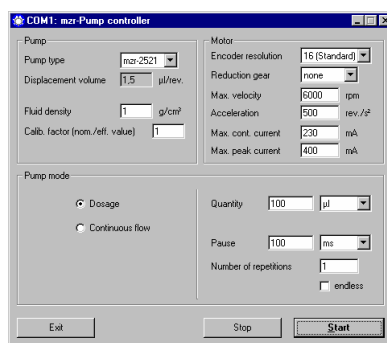 COM1: mzr-Pump controller
Pump
Pump type mzr-2521
Displacement volume 1,5 µl/rev.
Fluid density 1 g/cm³
Calib. factor (nom./eff. value) 1
Motor
Encoder resolution 16 (Standard)
Reduction gear none
Max. velocity 6000 rpm
Acceleration 500 rev./s²
Max. cont. current 230 mA
Max. peak current 400 mA
Pump mode
Dosage
Continuous flow
Quantity 100 µl
Pause 100 ms
Number of repetitions 1
endless
Exit Stop Start